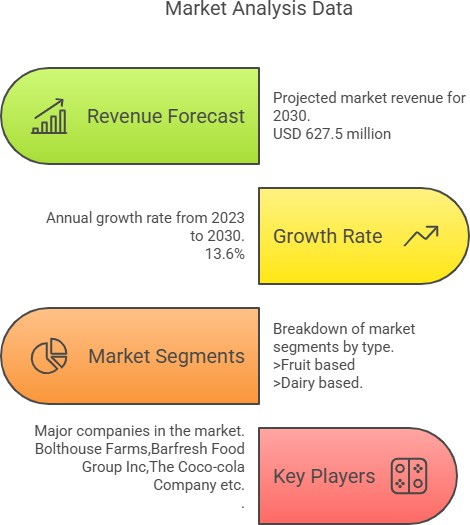 Market Analysis Data
Revenue Forecast
Projected market revenue for
2030.
USD 627.5 million
Annual growth rate from 2023
to 2030.
13.6%
Growth Rate
Market Segments
Breakdown of market
segments by type.
>Fruit based
>Dairy based.
Major companies in the market.
Bolthouse Farms,Barfresh Food
Group Inc,The Coco-cola
Company etc.
.
Key Players